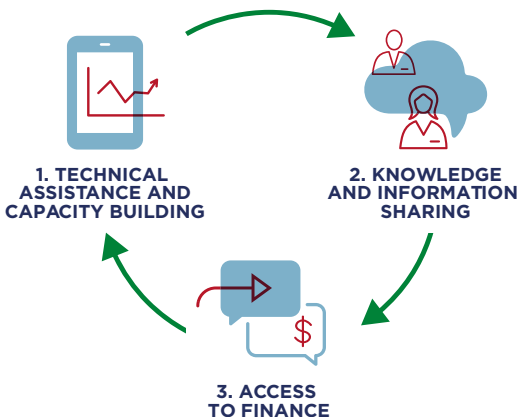 1. TECHNICAL
ASSISTANCE AND
CAPACITY BUILDING
2. KNOWLEDGE
AND INFORMATION
SHARING
$
3. ACCESS
TO FINANCE